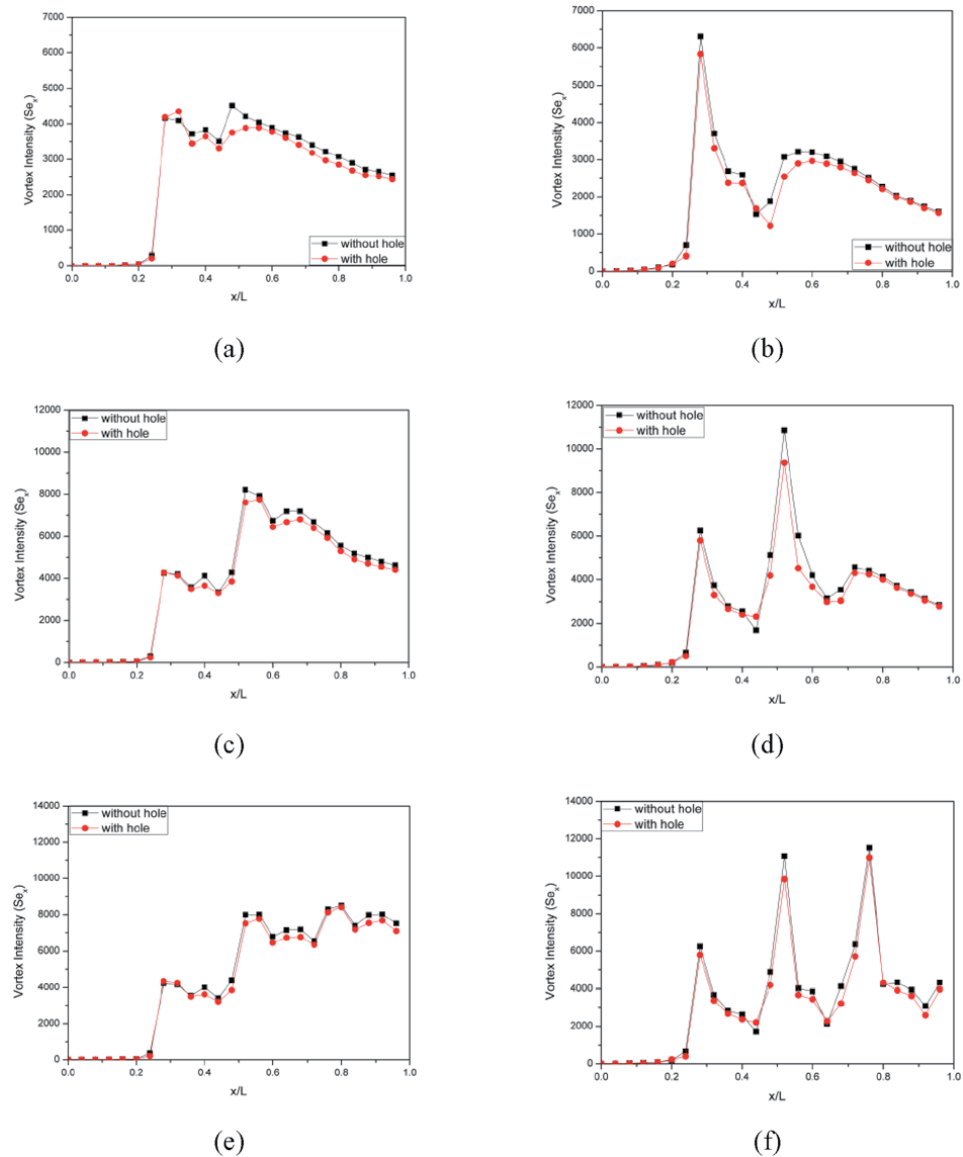 7000
6000
5000
4000
3000
2000
1000
0
Vortex Intensity (Seₓ)
without hole
with hole
0.0 0.2 0.4 0.6 0.8 1.0
x/L
(a)
7000
6000
5000
4000
3000
2000
1000
0
Vortex Intensity (Seₓ)
without hole
with hole
0.0 0.2 0.4 0.6 0.8 1.0
x/L
(b)
12000
10000
8000
6000
4000
2000
0
Vortex Intensity (Seₓ)
without hole
with hole
0.0 0.2 0.4 0.6 0.8 1.0
x/L
(c)
12000
10000
8000
6000
4000
2000
0
Vortex Intensity (Seₓ)
without hole
with hole
0.0 0.2 0.4 0.6 0.8 1.0
x/L
(d)
14000
12000
10000
8000
6000
4000
2000
0
Vortex Intensity (Seₓ)
without hole
with hole
0.0 0.2 0.4 0.6 0.8 1.0
x/L
(e)
14000
12000
10000
8000
6000
4000
2000
0
Vortex Intensity (Seₓ)
without hole
with hole
0.0 0.2 0.4 0.6 0.8 1.0
x/L
(f)